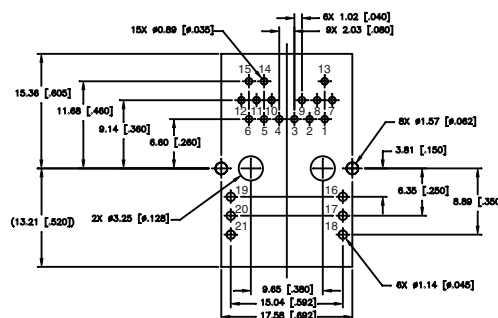 6X 1.02 [.040]
15X ø0.89 [ø.035]
9X 2.03 [.080]
15 14 13
15.36 [.605]
11.68 [.460]
12 11 10 9 8 7
9.14 [.360]
8X ø1.57 [ø.062]
6 5 4 3 2 1
6.60 [.260]
3.81 [.150]
6.35 [.250]
8.89 [.350
19 16
(13.21 [.520])
2X ø3.25 [ø.128]
20 17
21 18
9.65 [.380]
6X ø1.14 [ø.045]
15.04 [.592]
17.58 [.692]